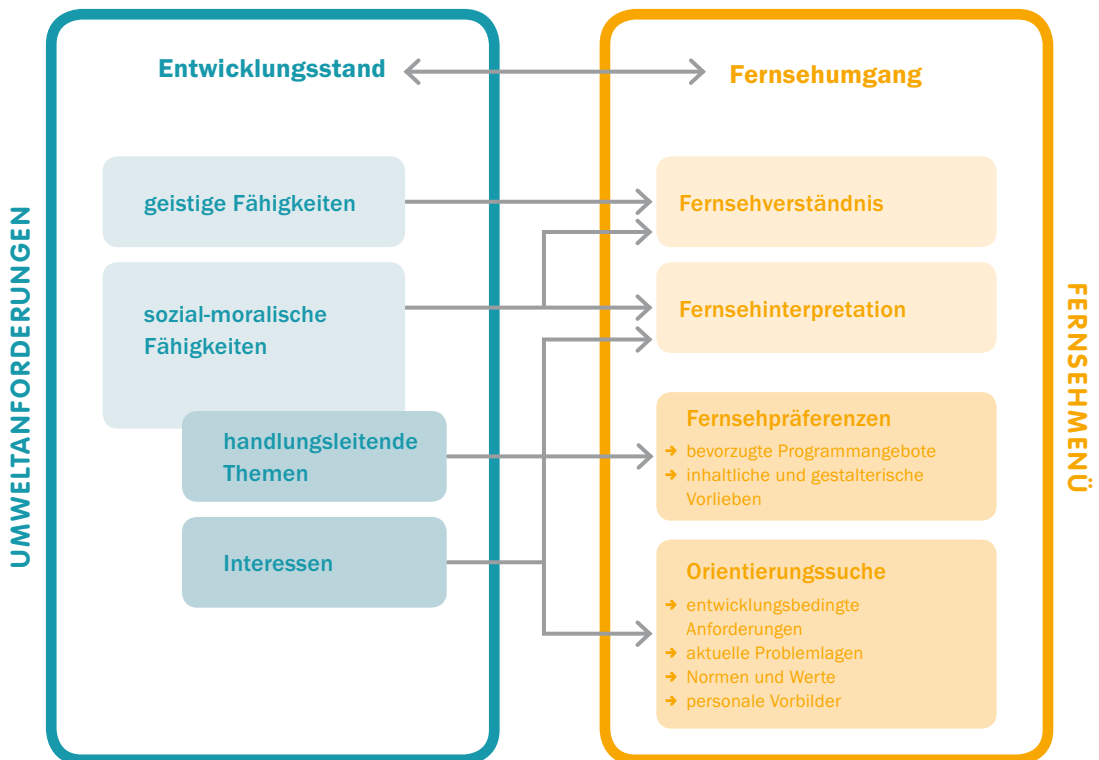 UMWELTANFORDERUNGEN
Entwicklungsstand
geistige Fähigkeiten
sozial-moralische
Fähigkeiten
handlungsleitende
Themen
Interessen
Fernsehumgang
Fernsehverständnis
Fernsehinterpretation
Fernsehpräferenzen
➔ bevorzugte Programmangebote
➔ inhaltliche und gestalterische
Vorlieben
Orientierungssuche
➔ entwicklungsbedingte
Anforderungen
➔ aktuelle Problemlagen
➔ Normen und Werte
➔ personale Vorbilder
FERNSEHMENÜ